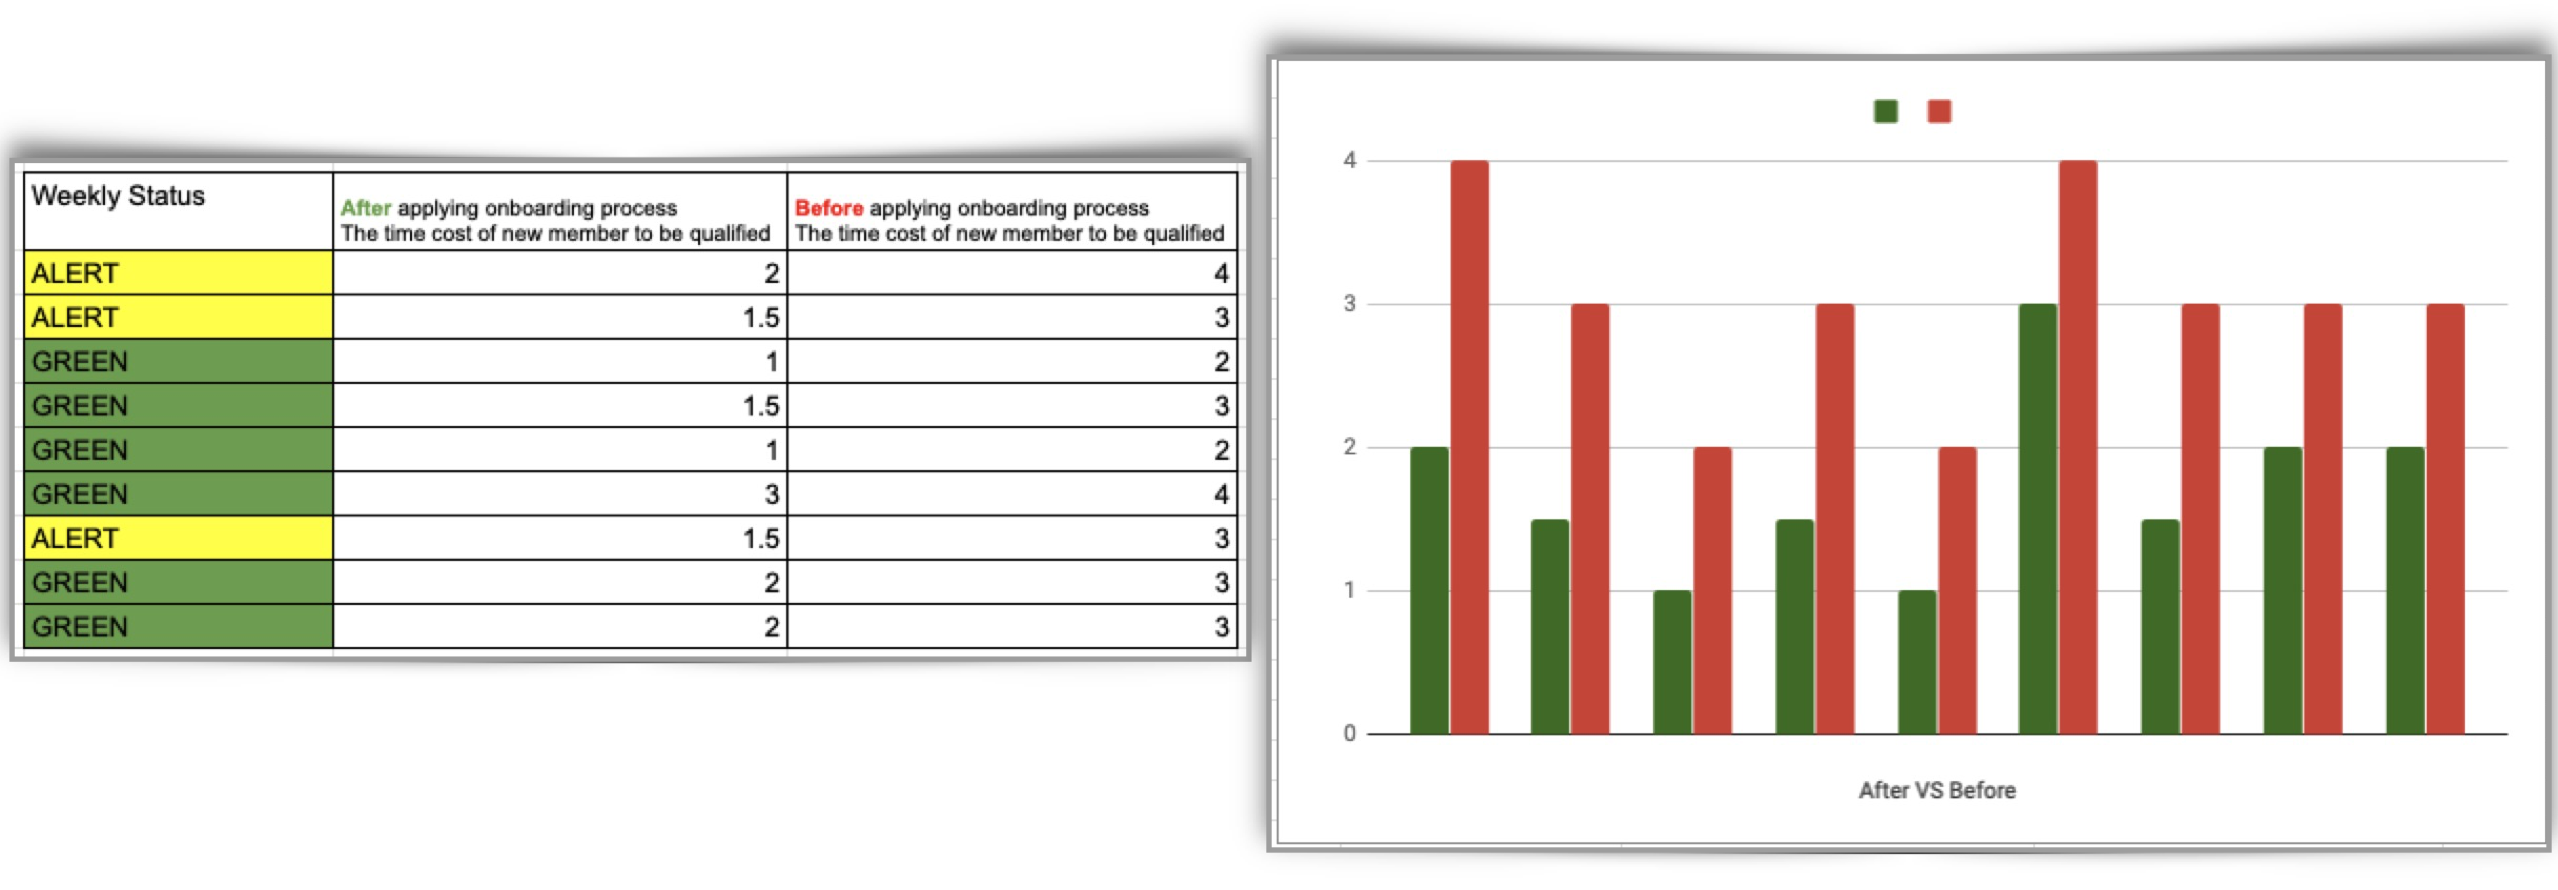 Weekly Status
After applying onboarding process
The time cost of new member to be qualified
Before applying onboarding process
The time cost of new member to be qualified
ALERT 2 4
ALERT 1.5 3
GREEN 1 2
GREEN 1.5 3
GREEN 1 2
GREEN 3 4
ALERT 1.5 3
GREEN 2 3
GREEN 2 3
4
3
2
1
0
After VS Before